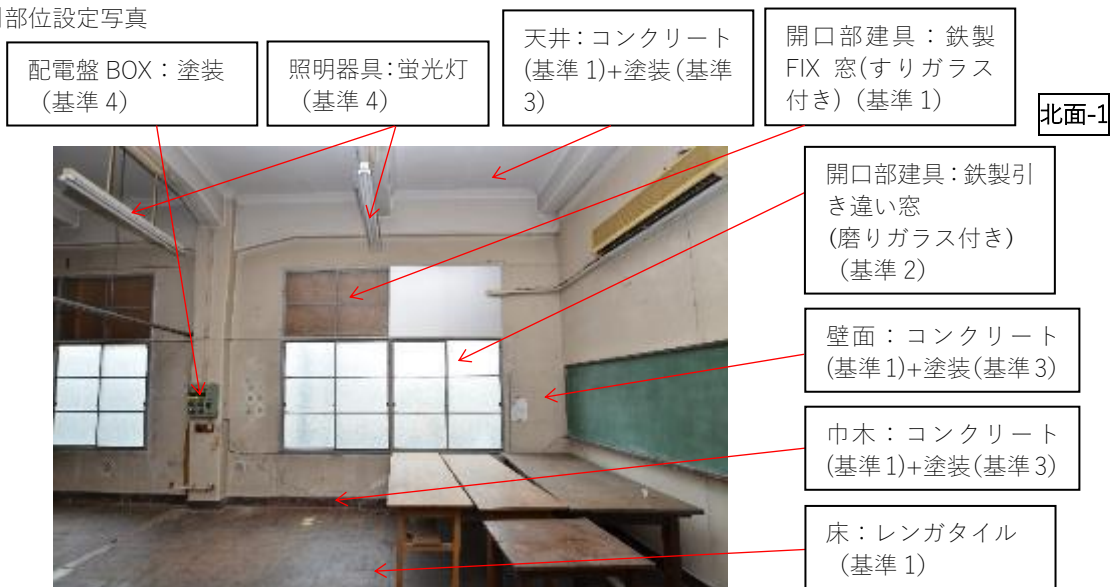 部位設定写真
配電盤 BOX：塗装
（基準 4）
照明器具：蛍光灯
（基準 4）
天井：コンクリート
(基準 1)+塗装(基準
3)
開口部建具：鉄製
FIX 窓(すりガラス
付き)（基準 1）
北面-1
開口部建具：鉄製引
き違い窓
(磨りガラス付き)
（基準 2）
壁面：コンクリート
(基準 1)+塗装(基準 3)
巾木：コンクリート
(基準 1)+塗装(基準 3)
床：レンガタイル
（基準 1）